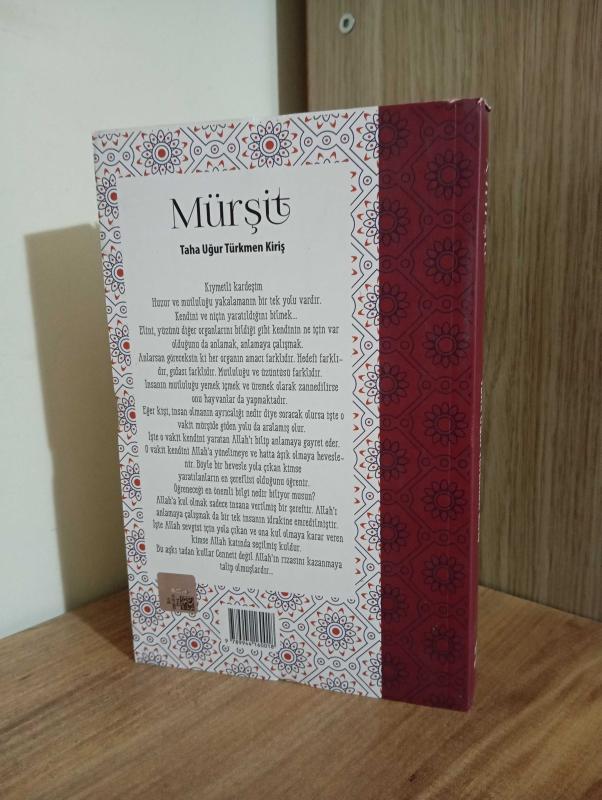 Mürşit
Taha Uğur Türkmen Kiriş
Kıymetli kardeşim
Huzur ve mutluluğu yakalamanın bir tek yolu vardır.
Kendini ve niçin yaratıldığını bilmek...
Elini, yüzünü diğer organlarını bildiği gibi kendinin ne için var
olduğunu da anlamak, anlamaya çalışmak.
Anlarsan göreceksin ki her organın amacı farklıdır. Hedefi farklı-
dır, gıdası farklıdır. Mutluluğu ve üzüntüsü farklıdır.
İnsanın mutluluğu yemek içmek ve üremek olarak zannedilirse
onu hayvanlar da yapmaktadır.
Eğer kişi, insan olmanın ayrıcalığı nedir diye soracak olursa işte o
vakit mürşide giden yolu da aralamış olur.
İşte o vakit kendini yaratan Allah'ı bilip anlamaya gayret eder.
O vakit kendini Allah'a yönelmeye ve hatta âşık olmaya hevesle-
nir. Böyle bir hevesle yola çıkan kimse
yaratılanların en şereflisi olduğunu öğrenir.
Öğreneceği en önemli bilgi nedir biliyor musun?
Allah'a kul olmak sadece insana verilmiş bir şereftir. Allah'ı
anlamaya çalışmak da bir tek insanın idrakine emredilmiştir.
İşte Allah sevgisi için yola çıkan ve ona kul olmaya karar veren
kimse Allah katında seçilmiş kuldur.
Bu aşkı tadan kullar Cenneti değil Allah'ın rızasını kazanmaya
talip olmuşlardır...